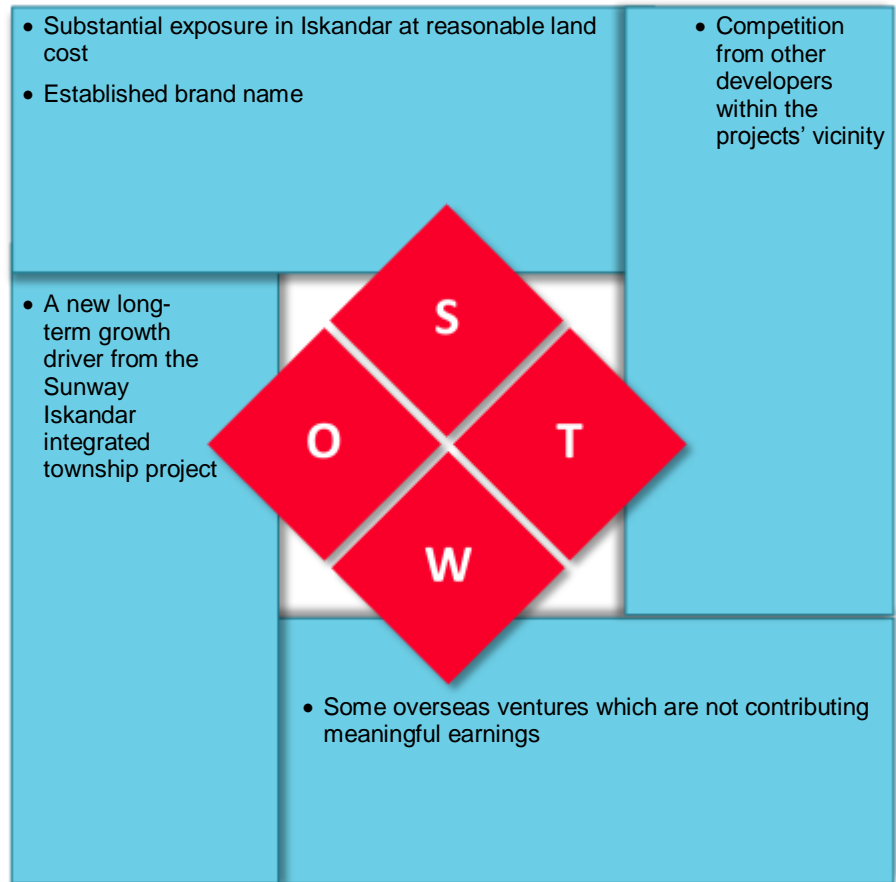 • Substantial exposure in Iskandar at reasonable land
cost
• Established brand name
• Competition
from other
developers
within the
projects’ vicinity
• A new long-
term growth
driver from the
Sunway
Iskandar
integrated
township project
S
O
T
W
• Some overseas ventures which are not contributing
meaningful earnings